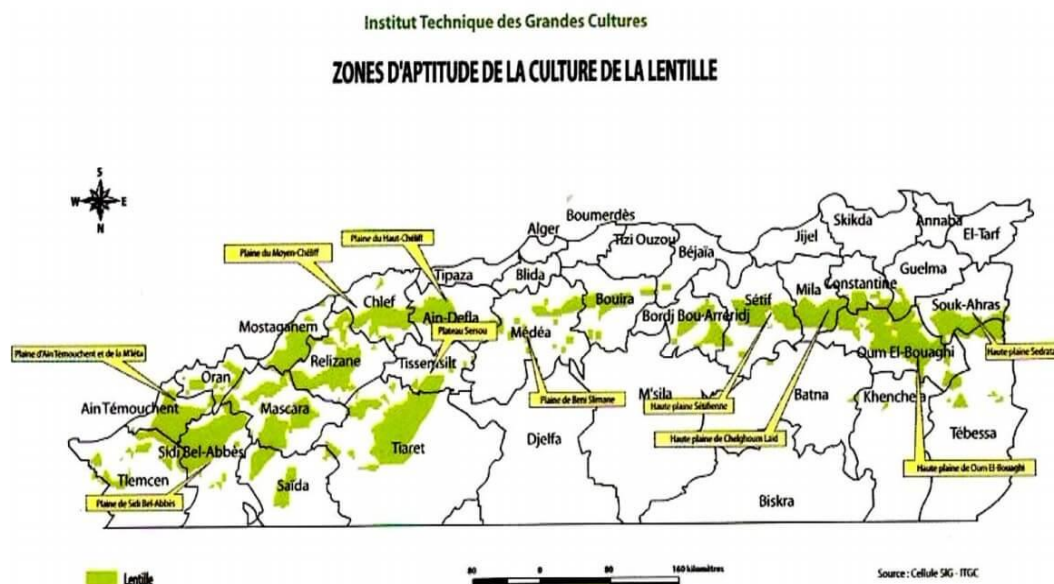 Institut Technique des Grandes Cultures
ZONES D'APTITUDE DE LA CULTURE DE LA LENTILLE
S
W E
N
Boumerdès
Skikda
Annaba
Alger
Tizi Ouzou
Jijel
El-Tarf
Plaine du Haut-Chéliff
Béjaïa
Plaine du Moyen-Chéliff
Tipaza
Blida
Guelma
Chlef
Bouira
Sétif
Mila
Constantine
Souk-Ahras
Ain-Defla
Bordj Bou-Arréridj
Mostaganem
Plateau Sersou
Médéa
Plaine d'Ain Témouchent et de la M'léta
Relizane
Tissemsilt
Oum El-Bouaghi
Haute plaine Sedrata
Oran
M'sila
Batna
Khenchela
Ain Témouchent
Mascara
Plaine de Beni Slimane
Haute plaine Sétifienne
Tébessa
Sidi Bel-Abbès
Tiaret
Djelfa
Haute plaine de Chelghoum Laid
Tlemcen
Saïda
Haute plaine de Oum El-Bouaghi
Plaine de Sidi Bel-Abbès
Biskra
Lentille
80 0 80 160 kilomètres
Source : Cellule SIG - ITGC